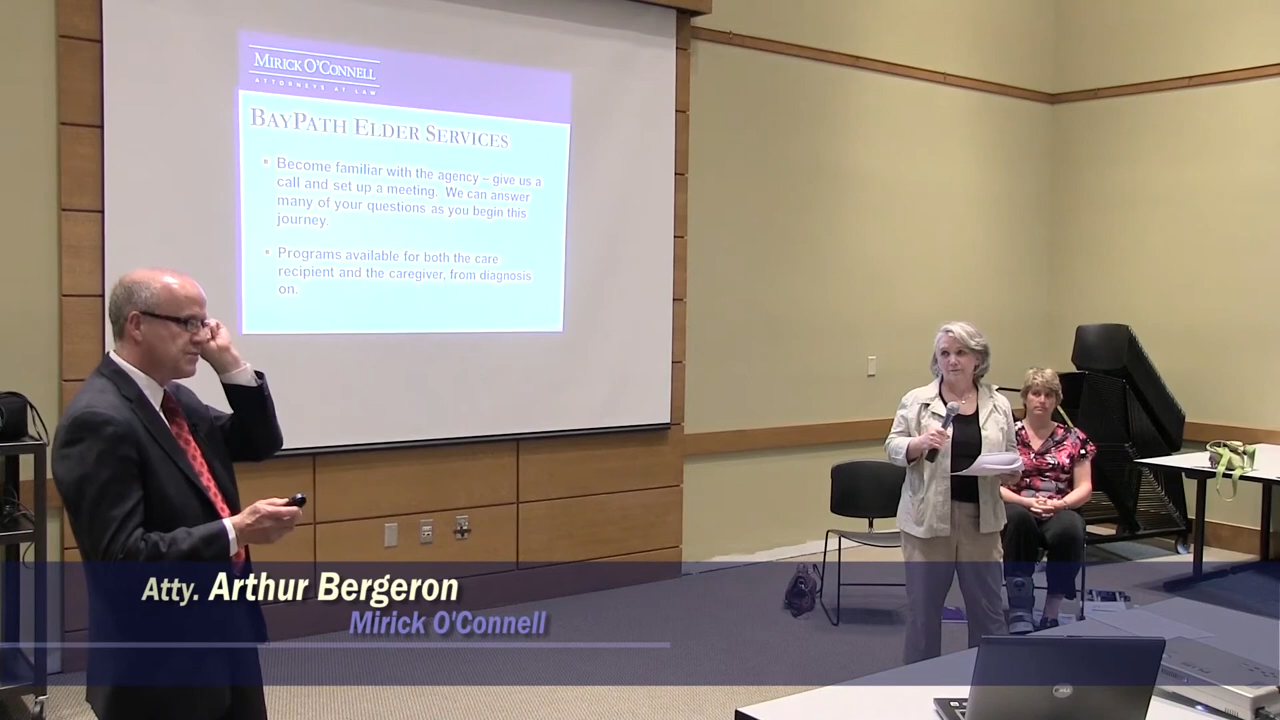 MIRICK O'CONNELL
ATTORNEYS AT LAW
BAYPATH ELDER SERVICES
Become familiar with the agency – give us a
call and set up a meeting. We can answer
many of your questions as you begin this
journey.
Programs available for both the care
recipient and the caregiver, from diagnosis
on.
Atty. Arthur Bergeron
Mirick O'Connell
DELL